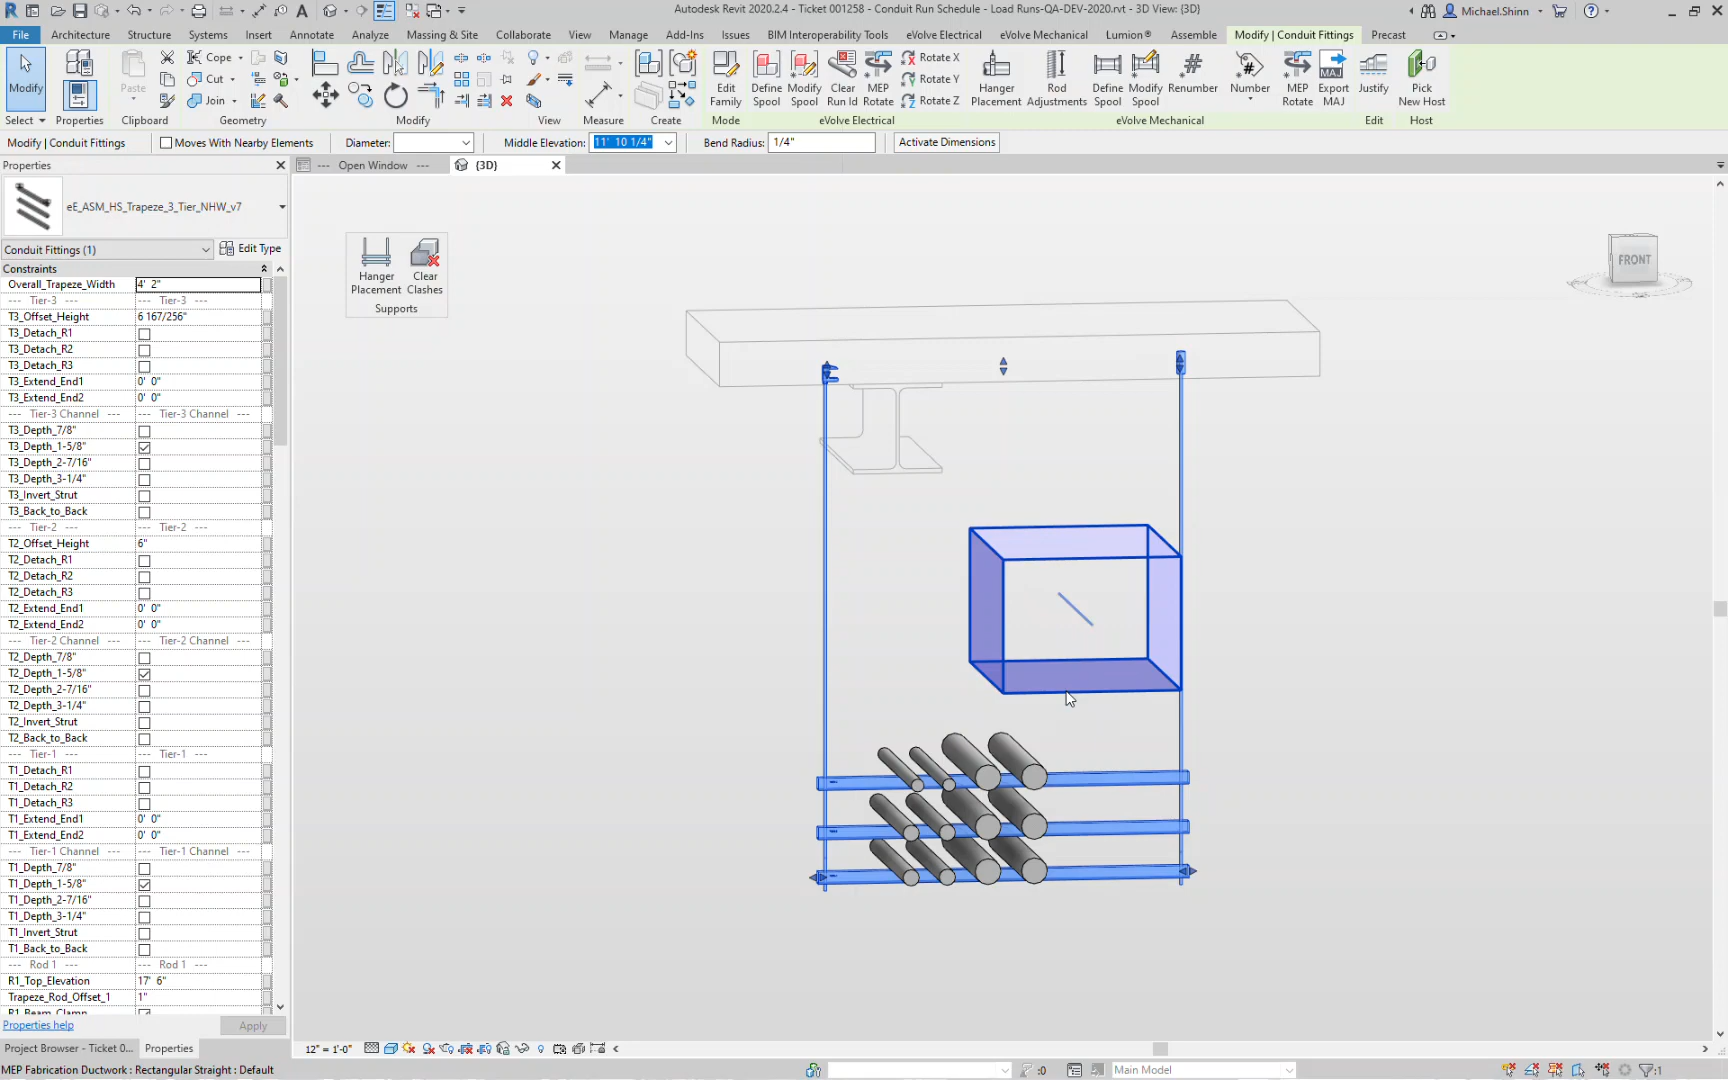 Autodesk Revit 2020.2.4 - Ticket 001258 - Conduit Run Schedule - Load Runs-QA-DEV-2020.rvt - 3D View: {3D}
Michael.Shinn
File Architecture Structure Systems Insert Annotate Analyze Massing & Site Collaborate View Manage Add-Ins Issues BIM Interoperability Tools eVolve Electrical eVolve Mechanical Lumion® Assemble Modify | Conduit Fittings Precast
Modify
Select
Properties
Paste
Clipboard
Cope
Cut
Join
Geometry
Modify
View
Measure
Create
Edit Family
Mode
Define Spool
Modify Spool
Clear Run Id
MEP Rotate
Rotate X
Rotate Y
Rotate Z
eVolve Electrical
Hanger Placement
Rod Adjustments
Define Spool
Modify Spool
Renumber
Number
MEP Rotate
eVolve Mechanical
MAJ
Export MAJ
Justify
Edit
Pick New Host
Host
Modify | Conduit Fittings Moves With Nearby Elements Diameter: Middle Elevation: 11' 10 1/4" Bend Radius: 1/4" Activate Dimensions
Properties
--- Open Window ---
{3D}
eE_ASM_HS_Trapeze_3_Tier_NHW_v7
Conduit Fittings (1) Edit Type
Constraints
Overall_Trapeze_Width 4' 2"
--- Tier-3 --- --- Tier-3 ---
T3_Offset_Height 6 167/256"
T3_Detach_R1
T3_Detach_R2
T3_Detach_R3
T3_Extend_End1 0' 0"
T3_Extend_End2 0' 0"
--- Tier-3 Channel --- --- Tier-3 Channel ---
T3_Depth_7/8"
T3_Depth_1-5/8"
T3_Depth_2-7/16"
T3_Depth_3-1/4"
T3_Invert_Strut
T3_Back_to_Back
--- Tier-2 --- --- Tier-2 ---
T2_Offset_Height 6"
T2_Detach_R1
T2_Detach_R2
T2_Detach_R3
T2_Extend_End1 0' 0"
T2_Extend_End2 0' 0"
--- Tier-2 Channel --- --- Tier-2 Channel ---
T2_Depth_7/8"
T2_Depth_1-5/8"
T2_Depth_2-7/16"
T2_Depth_3-1/4"
T2_Invert_Strut
T2_Back_to_Back
--- Tier-1 --- --- Tier-1 ---
T1_Detach_R1
T1_Detach_R2
T1_Detach_R3
T1_Extend_End1 0' 0"
T1_Extend_End2 0' 0"
--- Tier-1 Channel --- --- Tier-1 Channel ---
T1_Depth_7/8"
T1_Depth_1-5/8"
T1_Depth_2-7/16"
T1_Depth_3-1/4"
T1_Invert_Strut
T1_Back_to_Back
--- Rod 1 --- --- Rod 1 ---
R1_Top_Elevation 17' 6"
Trapeze_Rod_Offset_1 1"
R1_Beam_Clamp
Properties help Apply
Project Browser - Ticket 0... Properties
Hanger Placement
Clear Clashes
Supports
FRONT
12" = 1'-0"
MEP Fabrication Ductwork : Rectangular Straight : Default
:0
Main Model
:1